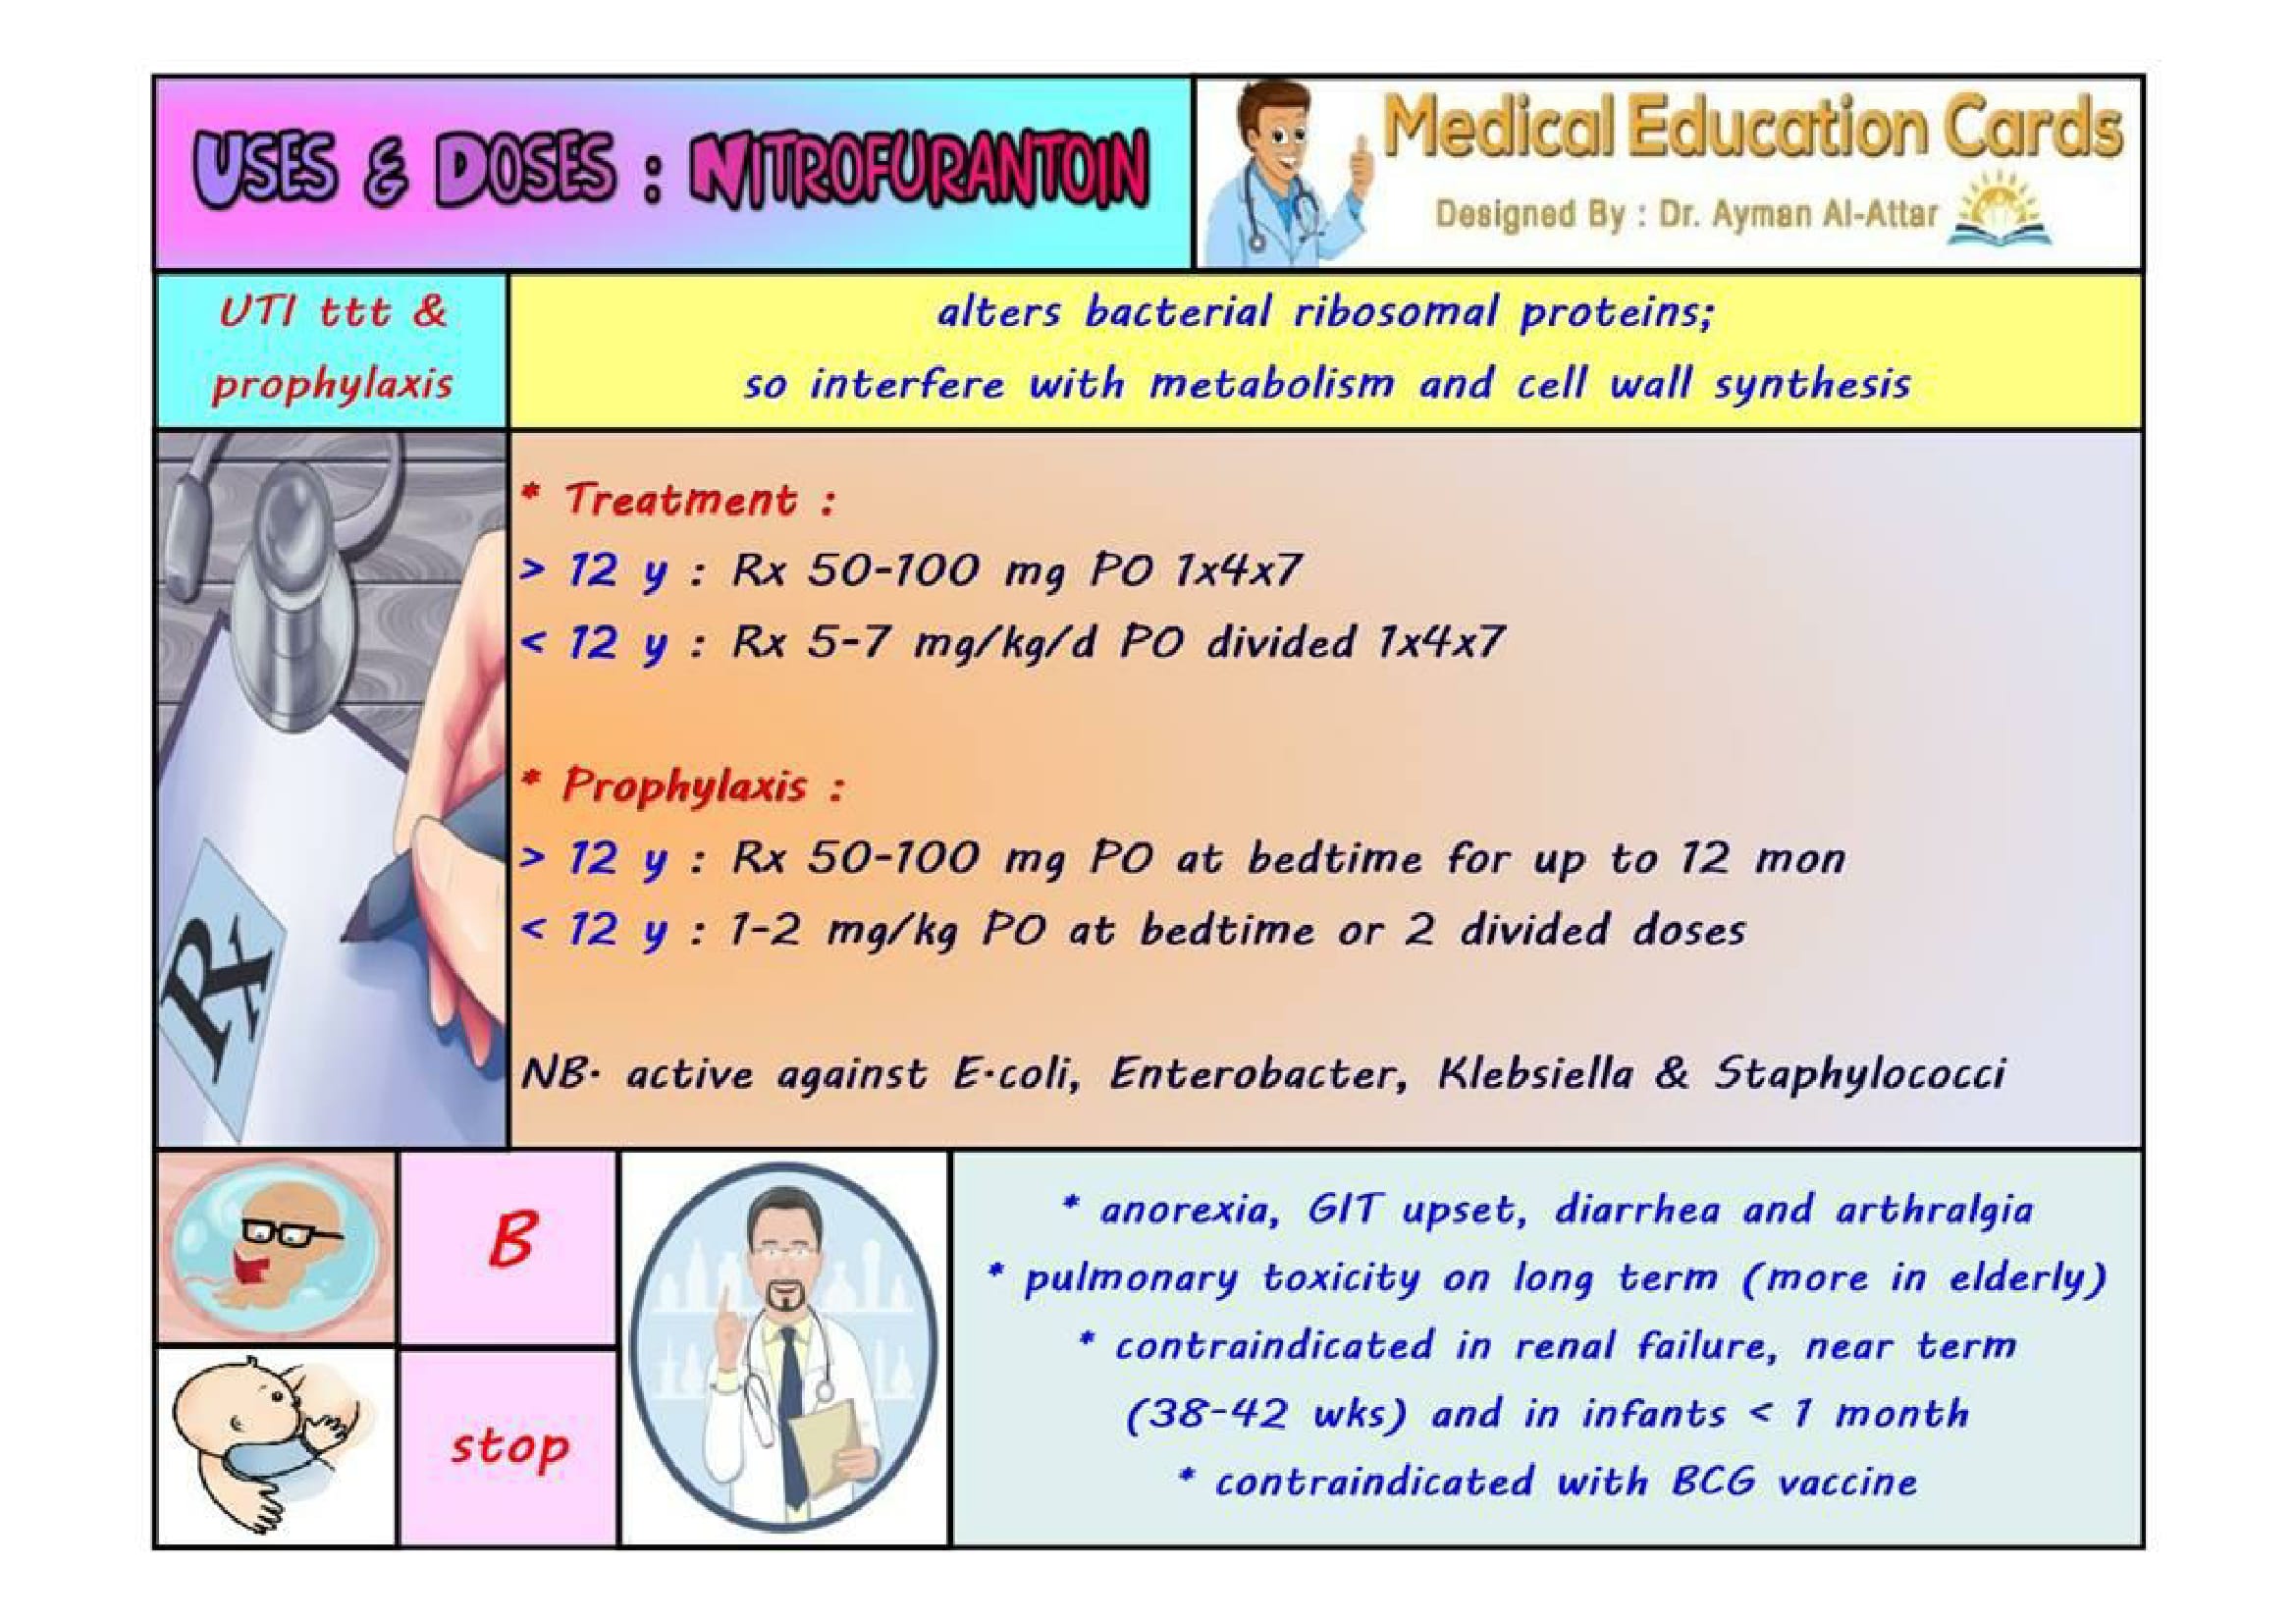 USES & DOSES : NITROFURANTOIN
Medical Education Cards
Designed By : Dr. Ayman Al-Attar
UTI ttt &
prophylaxis
alters bacterial ribosomal proteins;
so interfere with metabolism and cell wall synthesis
* Treatment :
> 12 y : Rx 50-100 mg PO 1x4x7
< 12 y : Rx 5-7 mg/kg/d PO divided 1x4x7
* Prophylaxis :
> 12 y : Rx 50-100 mg PO at bedtime for up to 12 mon
< 12 y : 1-2 mg/kg PO at bedtime or 2 divided doses
NB. active against E.coli, Enterobacter, Klebsiella & Staphylococci
Rx
B
stop
* anorexia, GIT upset, diarrhea and arthralgia
* pulmonary toxicity on long term (more in elderly)
* contraindicated in renal failure, near term
(38-42 wks) and in infants < 1 month
* contraindicated with BCG vaccine